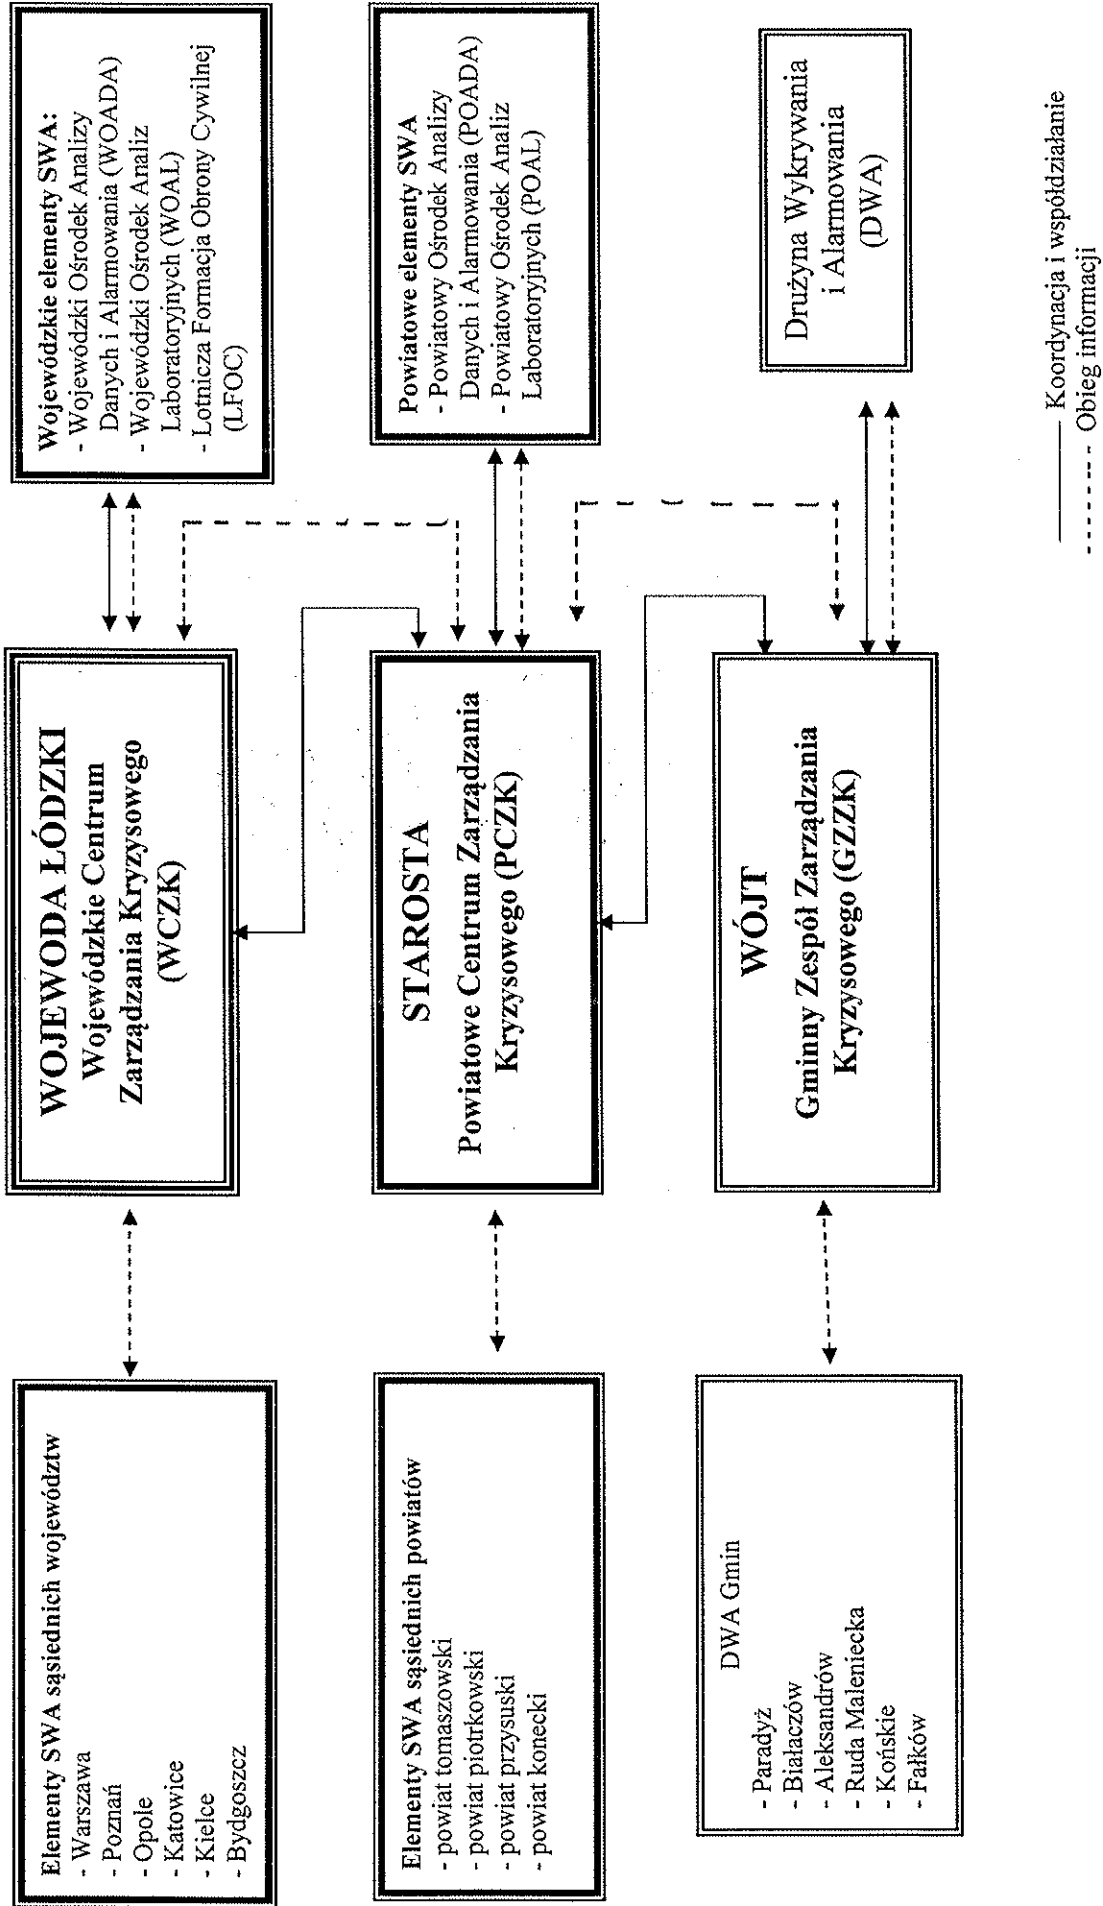 Elementy SWA sąsiednich województw
- Warszawa
- Poznań
- Opole
- Katowice
- Kielce
- Bydgoszcz
WOJEWODA ŁÓDZKI
Wojewódzkie Centrum
Zarządzania Kryzysowego
(WCZK)
Wojewódzkie elementy SWA:
- Wojewódzki Ośrodek Analizy
Danych i Alarmowania (WOADA)
- Wojewódzki Ośrodek Analiz
Laboratoryjnych (WOAL)
- Lotnicza Formacja Obrony Cywilnej
(LFOC)
Elementy SWA sąsiednich powiatów
- powiat tomaszowski
- powiat piotrkowski
- powiat przysuski
- powiat konecki
STAROSTA
Powiatowe Centrum Zarządzania
Kryzysowego (PCZK)
Powiatowe elementy SWA
- Powiatowy Ośrodek Analizy
Danych i Alarmowania (POADA)
- Powiatowy Ośrodek Analiz
Laboratoryjnych (POAL)
DWA Gmin
- Paradyż
- Białaczów
- Aleksandrów
- Ruda Maleniecka
- Końskie
- Fałków
WÓJT
Gminny Zespół Zarządzania
Kryzysowego (GZZK)
Drużyna Wykrywania
i Alarmowania
(DWA)
Koordynacja i współdziałanie
Obieg informacji